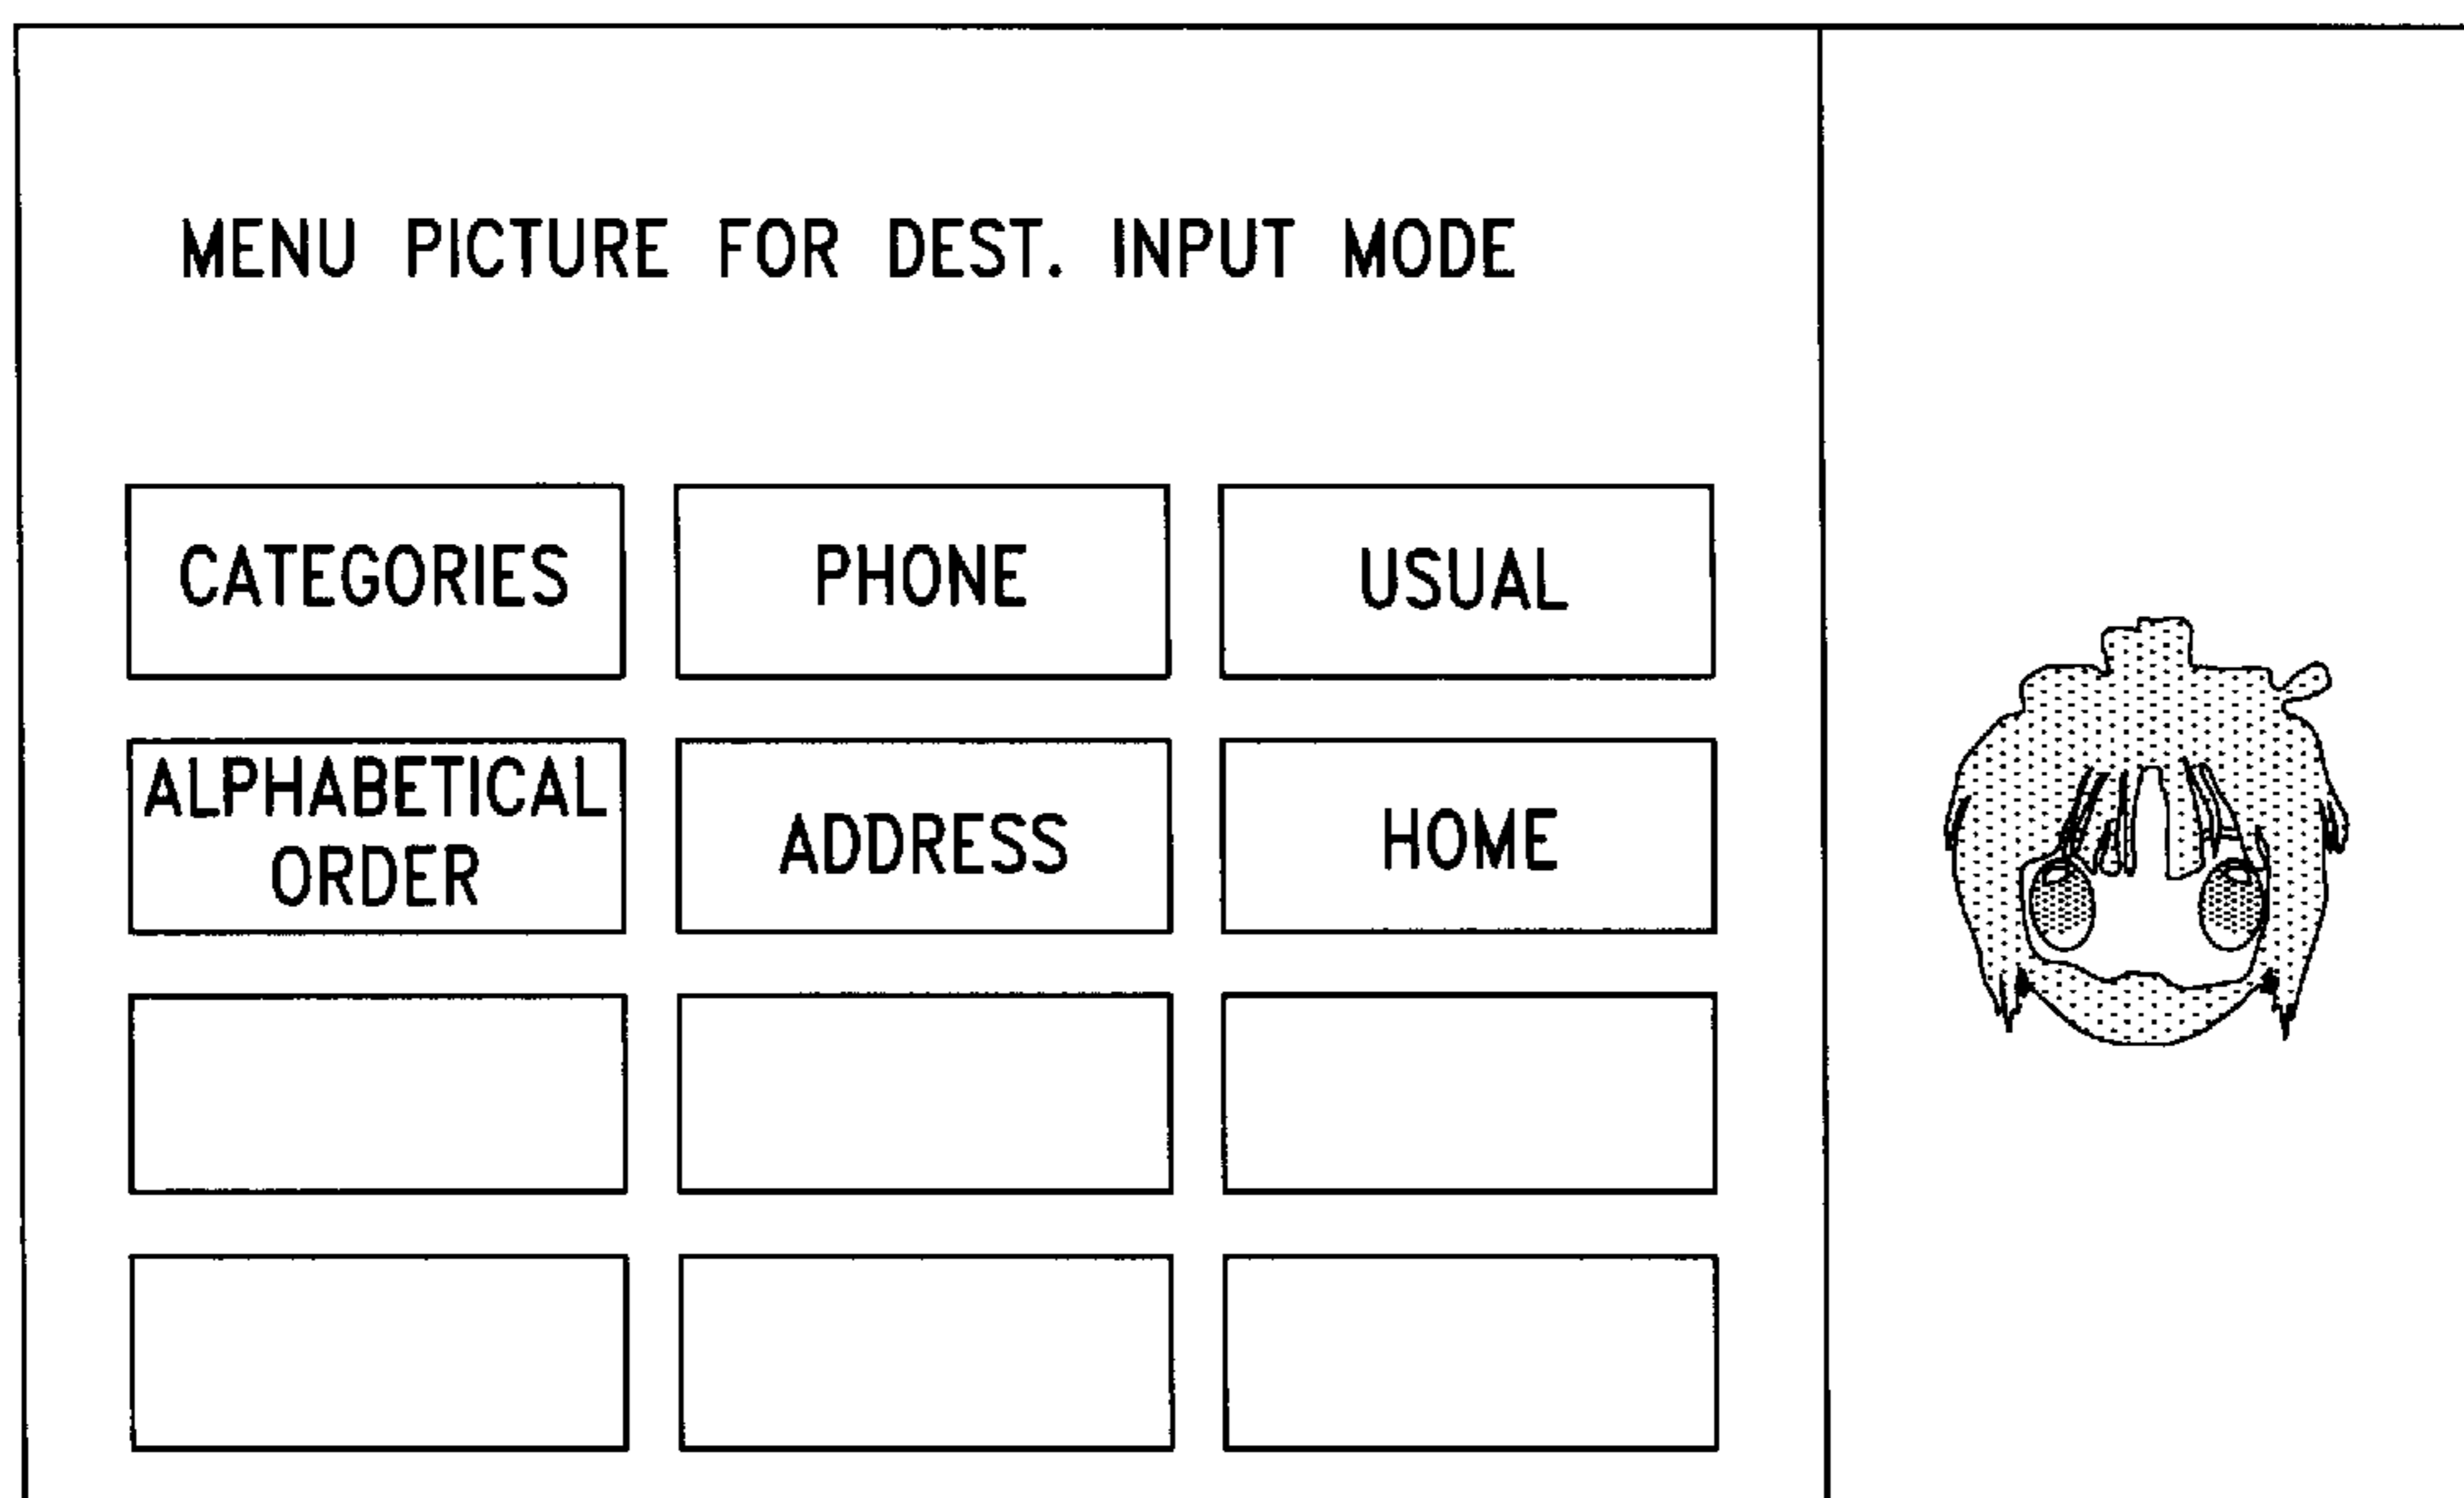 MENU PICTURE FOR DEST. INPUT MODE
CATEGORIES
PHONE
USUAL
ALPHABETICAL
ORDER
ADDRESS
HOME